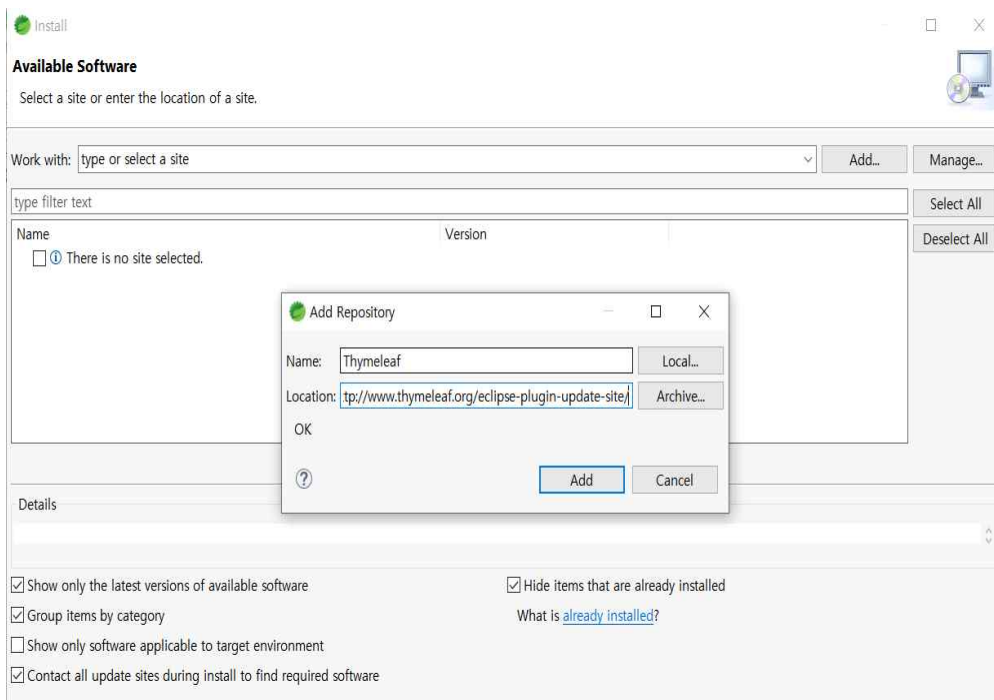 Install
Available Software
Select a site or enter the location of a site.
Work with: type or select a site Add... Manage...
type filter text Select All
Name Version Deselect All
There is no site selected.
Add Repository
Name: Thymeleaf Local...
Location: tp://www.thymeleaf.org/eclipse-plugin-update-site/ Archive...
OK
? Add Cancel
Details
Show only the latest versions of available software Hide items that are already installed
Group items by category What is already installed?
Show only software applicable to target environment
Contact all update sites during install to find required software